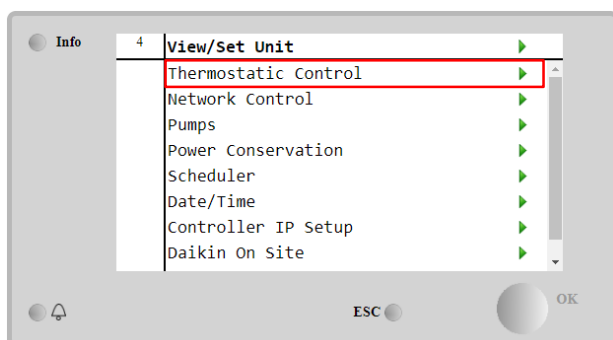 Info
4 View/Set Unit
Thermostatic Control
Network Control
Pumps
Power Conservation
Scheduler
Date/Time
Controller IP Setup
Daikin On Site
ESC
OK